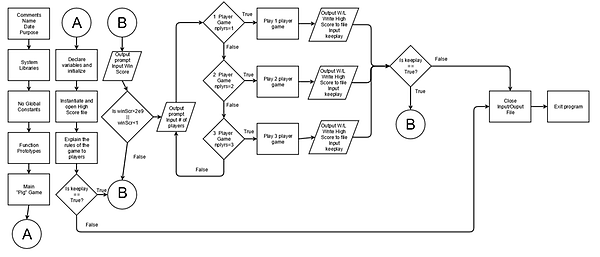 Comments
Name
Date
Purpose
System
Libraries
No Global
Constants
Function
Prototypes
Main
"Pig" Game
A
A
Declare
variables and
initialize
Instantiate and
open High
Score file
Explain the
rules of the
game to
players
Is keeplay
==
True?
True
False
B
Output
prompt
Input Win
Score
Is winScr>2e9
||
winScr<1
False
B
Output
prompt
Input # of
players
1 Player
Game
nplyrs=1
True
False
Play 1 player
game
Output W/L
Write High
Score to file
Input
keeplay
2 Player
Game
nplyrs=2
True
False
Play 2 player
game
Output W/L
Write High
Score to file
Input
keeplay
3 Player
Game
nplyrs=3
True
False
Play 3 player
game
Output W/L
Write High
Score to file
Input
keeplay
Is keeplay
==
True?
False
True
B
Close
Input/Ouput
File
Exit program